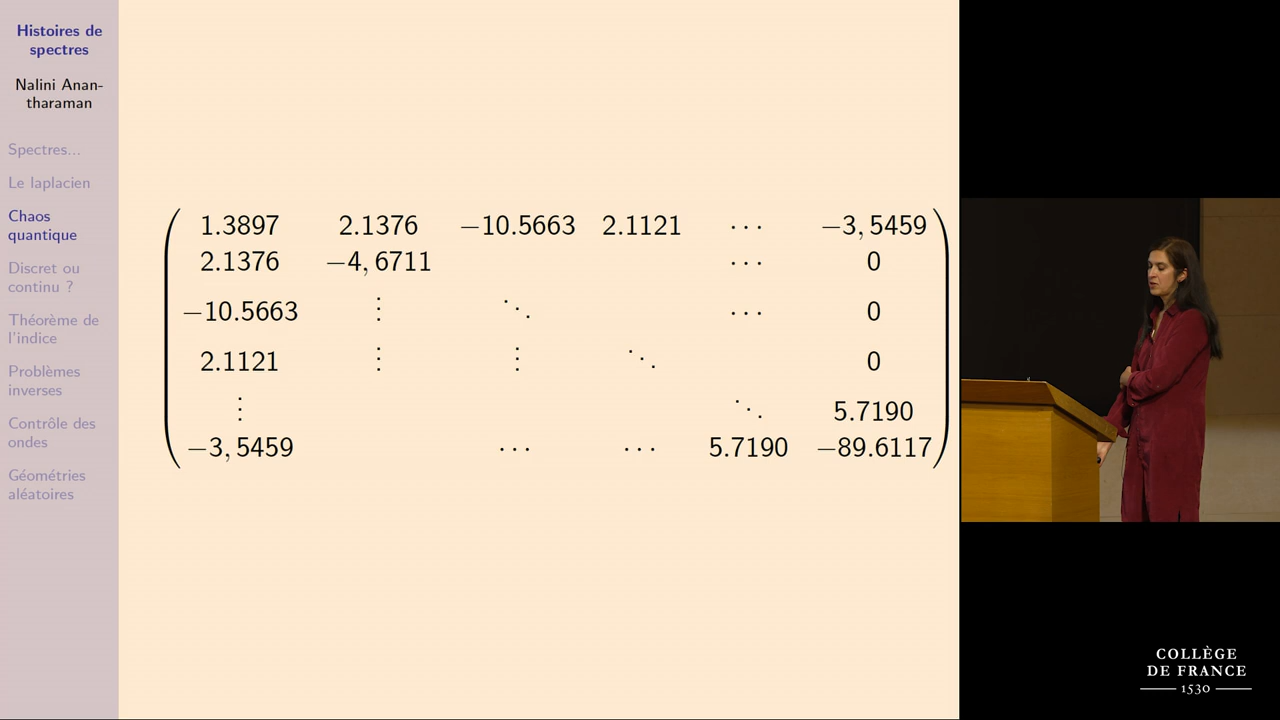 Histoires de
spectres
Nalini Anan-
tharaman
Spectres...
Le laplacien
Chaos
quantique
Discret ou
continu ?
Théorème de
l'indice
Problèmes
inverses
Contrôle des
ondes
Géométries
aléatoires
1.3897 2.1376 −10.5663 2.1121 ⋯ −3,5459
2.1376 −4,6711 ⋯ 0
−10.5663 ⋮ ⋱ ⋯ 0
2.1121 ⋮ ⋮ ⋱ 0
⋮ ⋱ 5.7190
−3,5459 ⋯ ⋯ 5.7190 −89.6117
COLLÈGE
DE FRANCE
1530